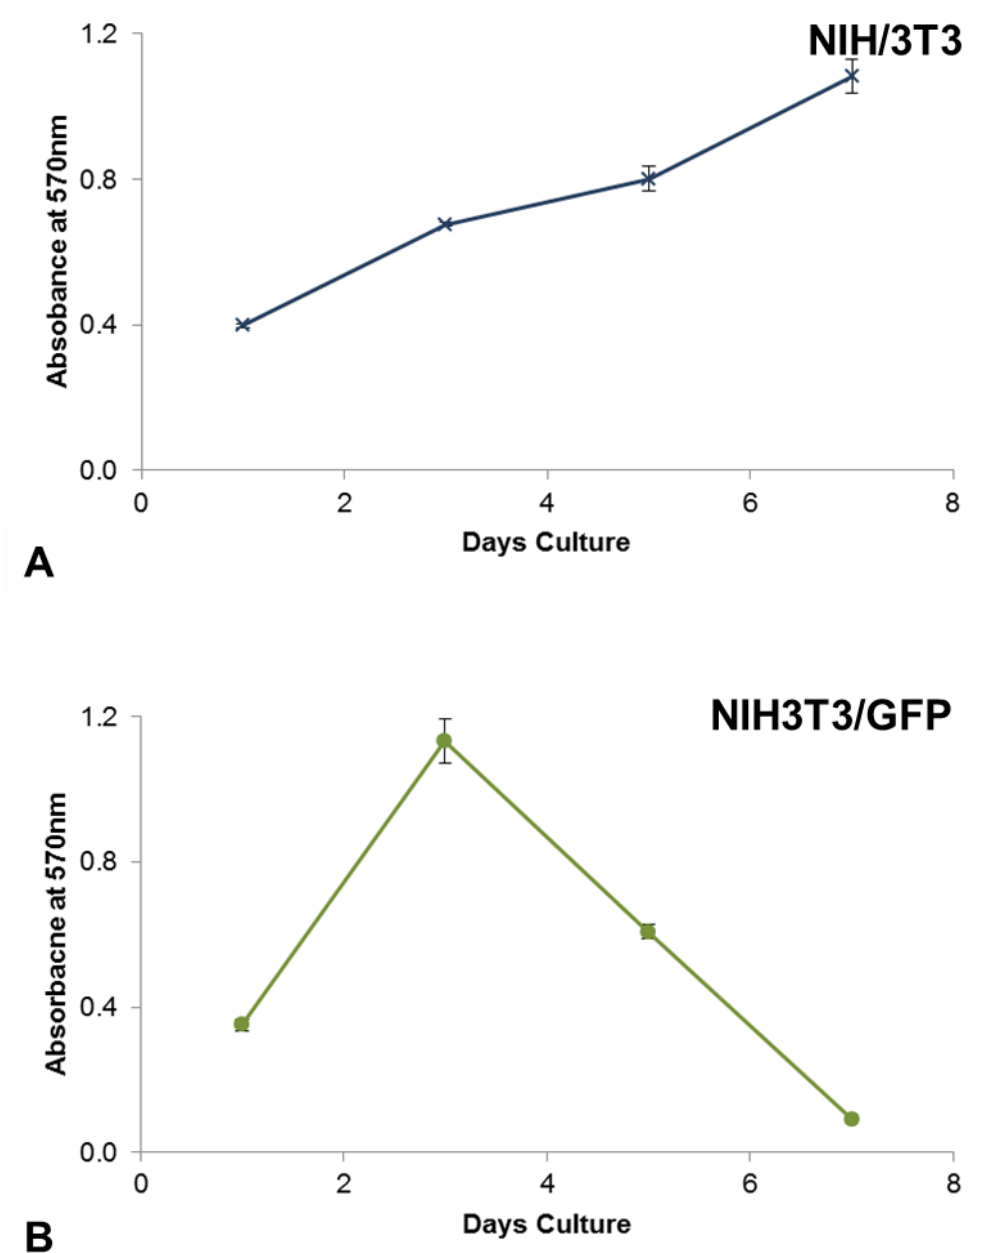 NIH/3T3
1.2
0.8
0.4
0.0
Absobance at 570nm
0 2 4 6 8
Days Culture
A
NIH3T3/GFP
1.2
0.8
0.4
0.0
Absorbacne at 570nm
0 2 4 6 8
Days Culture
B